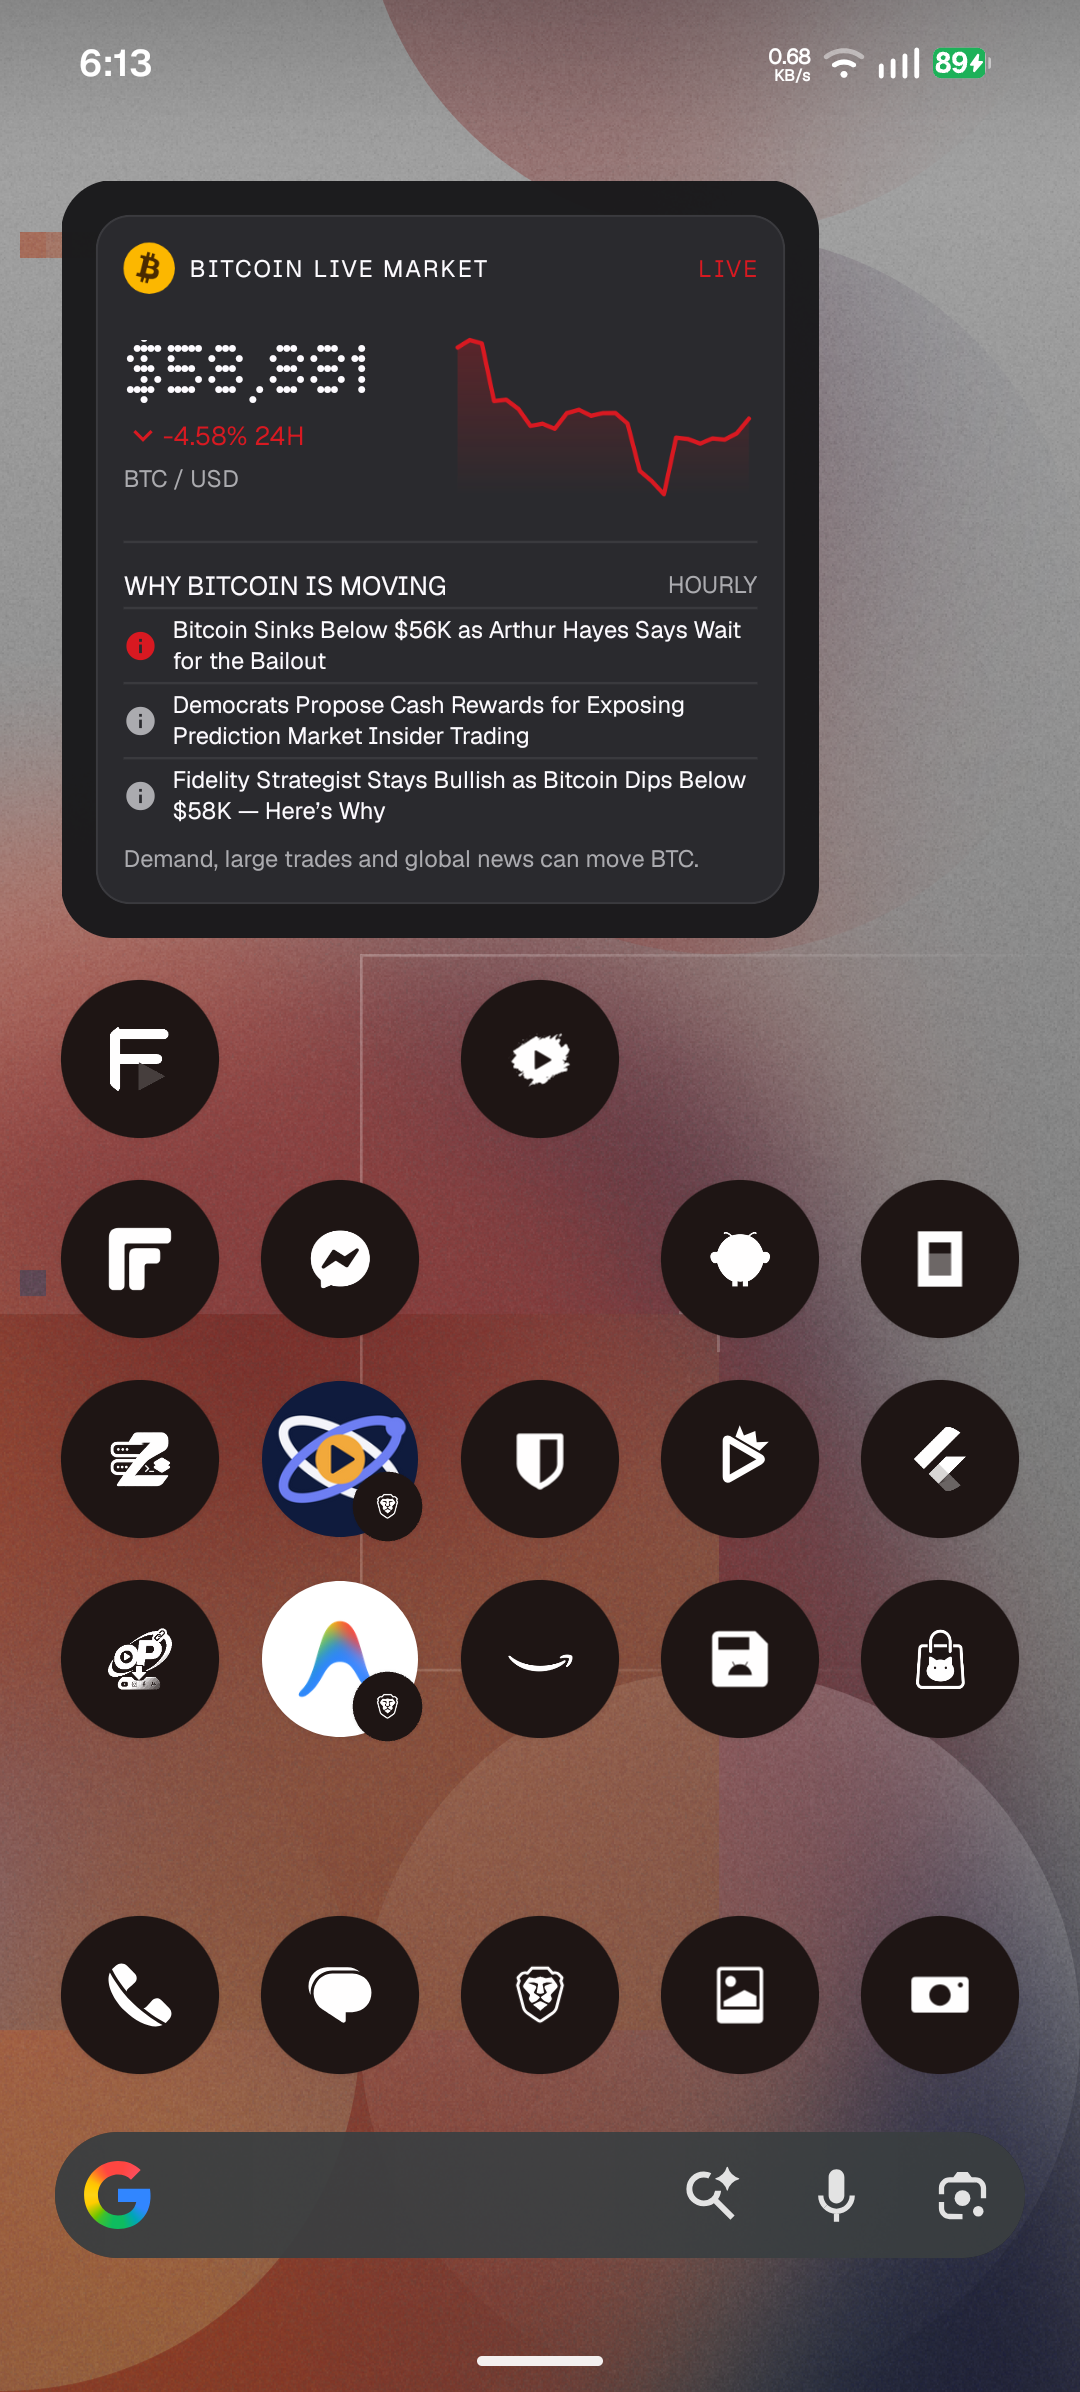 6:13
0.68
KB/s
89
BITCOIN LIVE MARKET
LIVE
$58,831
-4.58% 24H
BTC / USD
WHY BITCOIN IS MOVING
HOURLY
Bitcoin Sinks Below $56K as Arthur Hayes Says Wait
for the Bailout
Democrats Propose Cash Rewards for Exposing
Prediction Market Insider Trading
Fidelity Strategist Stays Bullish as Bitcoin Dips Below
$58K — Here’s Why
Demand, large trades and global news can move BTC.